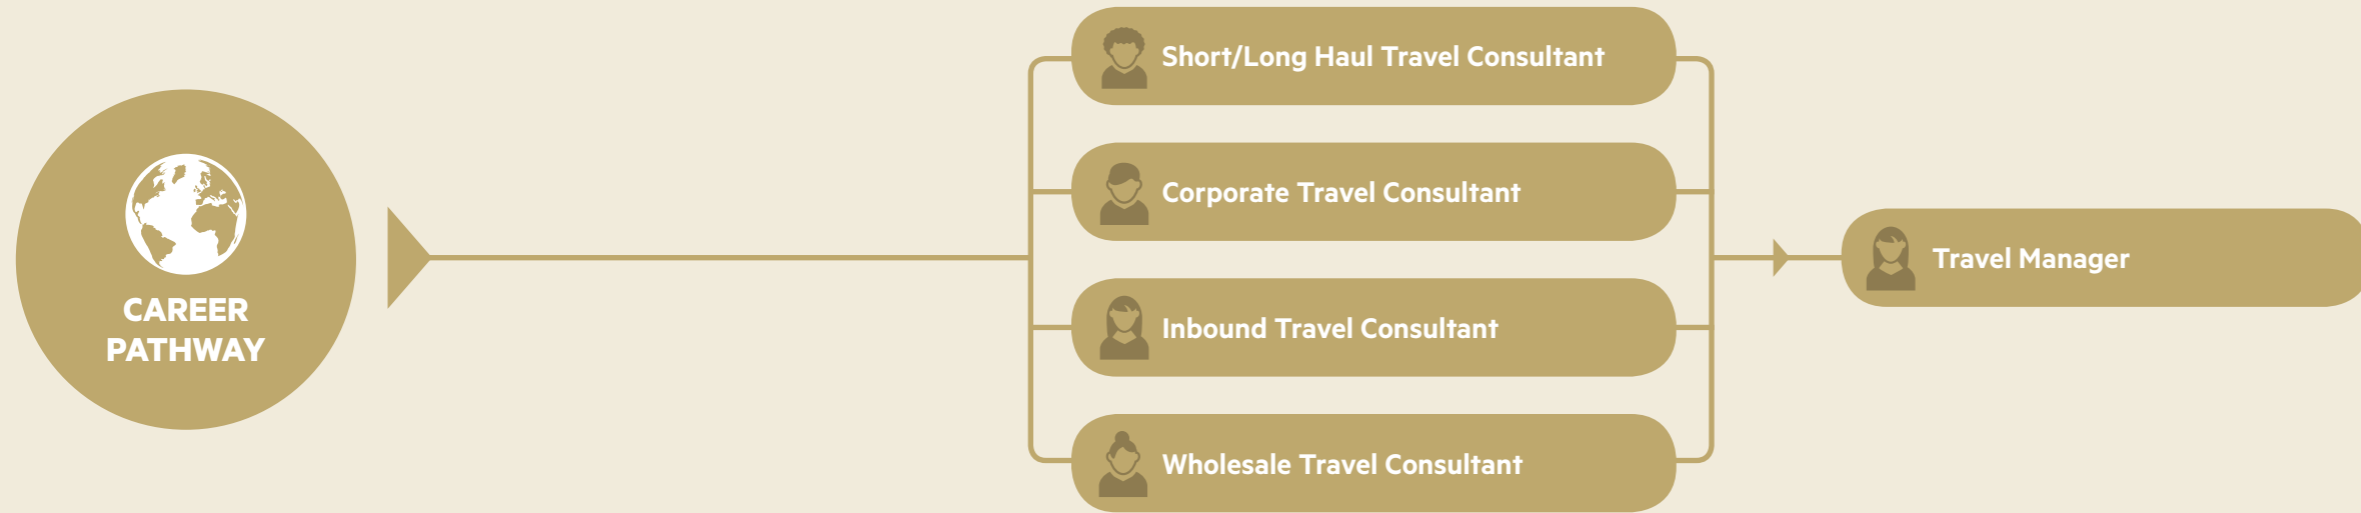 CAREER
PATHWAY
Short/Long Haul Travel Consultant
Corporate Travel Consultant
Inbound Travel Consultant
Wholesale Travel Consultant
Travel Manager